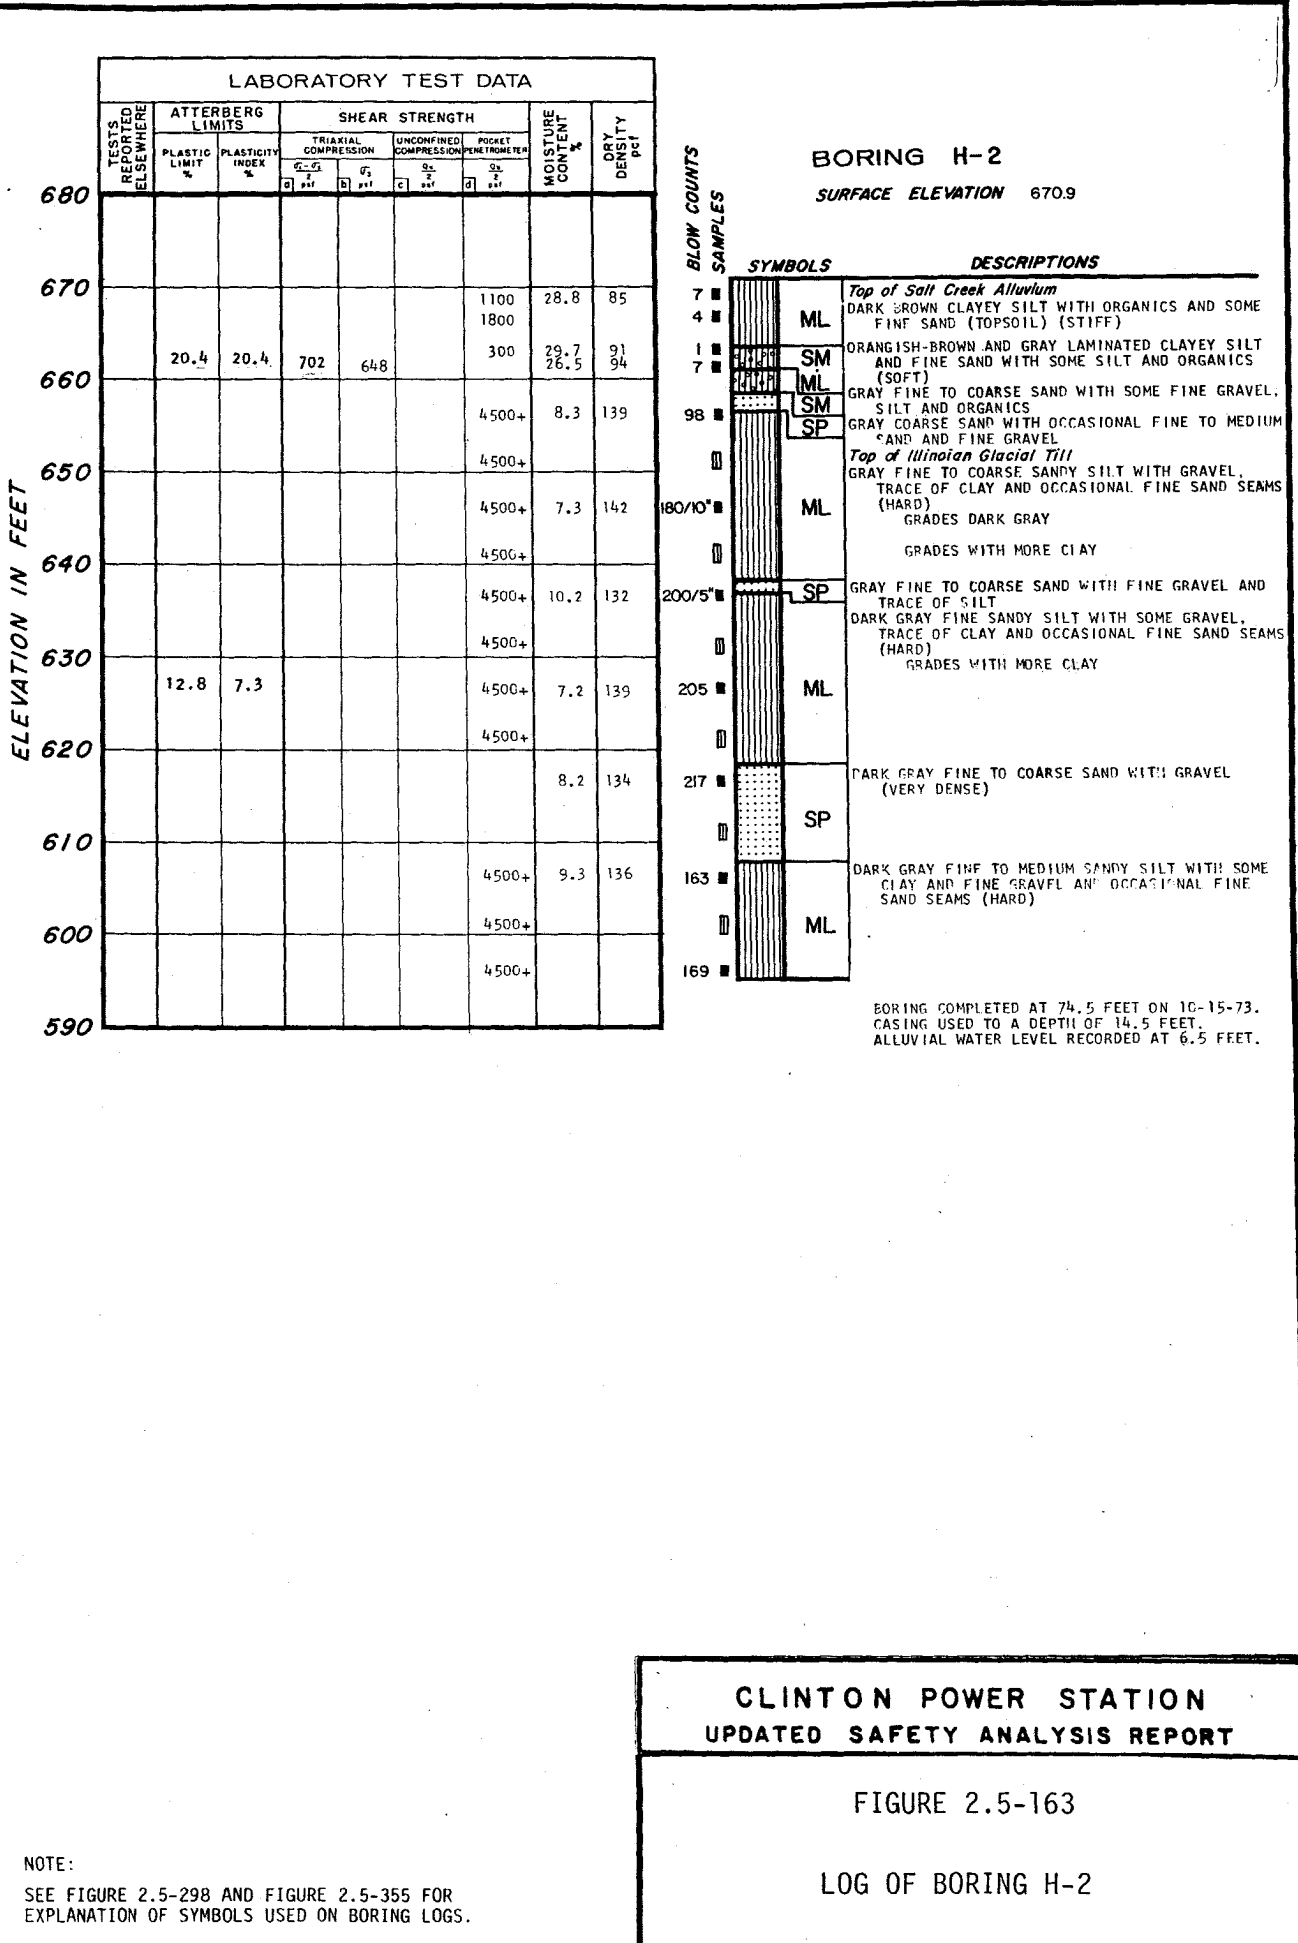 LABORATORY TEST DATA
TESTS REPORTED ELSEWHERE
ATTERBERG LIMITS
SHEAR STRENGTH
MOISTURE CONTENT %
DRY DENSITY pcf
PLASTIC LIMIT %
PLASTICITY INDEX %
TRIAXIAL COMPRESSION
UNCONFINED COMPRESSION
POCKET PENETROMETER
a psf
b psf
c psf
d psf
BLOW COUNTS
SAMPLES
BORING H-2
SURFACE ELEVATION 670.9
SYMBOLS
DESCRIPTIONS
ELEVATION IN FEET
680
670
1100 28.8 85
1800
300 29.7 91
20.4 20.4 702 648 26.5 94
660
4500+ 8.3 139
4500+
650
4500+ 7.3 142
4500+
640
4500+ 10.2 132
4500+
630
12.8 7.3 4500+ 7.2 139
4500+
620
8.2 134
610
4500+ 9.3 136
4500+
600
4500+
590
7
4
1
7
98
180/10"
200/5"
205
217
163
169
ML
SM
ML
SM
SP
ML
SP
ML
SP
ML
Top of Salt Creek Alluvium
DARK BROWN CLAYEY SILT WITH ORGANICS AND SOME
FINE SAND (TOPSOIL) (STIFF)
ORANGISH-BROWN AND GRAY LAMINATED CLAYEY SILT
AND FINE SAND WITH SOME SILT AND ORGANICS
(SOFT)
GRAY FINE TO COARSE SAND WITH SOME FINE GRAVEL,
SILT AND ORGANICS
GRAY COARSE SAND WITH OCCASIONAL FINE TO MEDIUM
SAND AND FINE GRAVEL
Top of Illinoian Glacial Till
GRAY FINE TO COARSE SANDY SILT WITH GRAVEL,
TRACE OF CLAY AND OCCASIONAL FINE SAND SEAMS
(HARD)
GRADES DARK GRAY
GRADES WITH MORE CLAY
GRAY FINE TO COARSE SAND WITH FINE GRAVEL AND
TRACE OF SILT
DARK GRAY FINE SANDY SILT WITH SOME GRAVEL,
TRACE OF CLAY AND OCCASIONAL FINE SAND SEAMS
(HARD)
GRADES WITH MORE CLAY
DARK GRAY FINE TO COARSE SAND WITH GRAVEL
(VERY DENSE)
DARK GRAY FINE TO MEDIUM SANDY SILT WITH SOME
CLAY AND FINE GRAVEL AND OCCASIONAL FINE
SAND SEAMS (HARD)
BORING COMPLETED AT 74.5 FEET ON 10-15-73.
CASING USED TO A DEPTH OF 14.5 FEET.
ALLUVIAL WATER LEVEL RECORDED AT 6.5 FEET.
CLINTON POWER STATION
UPDATED SAFETY ANALYSIS REPORT
FIGURE 2.5-163
LOG OF BORING H-2
NOTE:
SEE FIGURE 2.5-298 AND FIGURE 2.5-355 FOR
EXPLANATION OF SYMBOLS USED ON BORING LOGS.